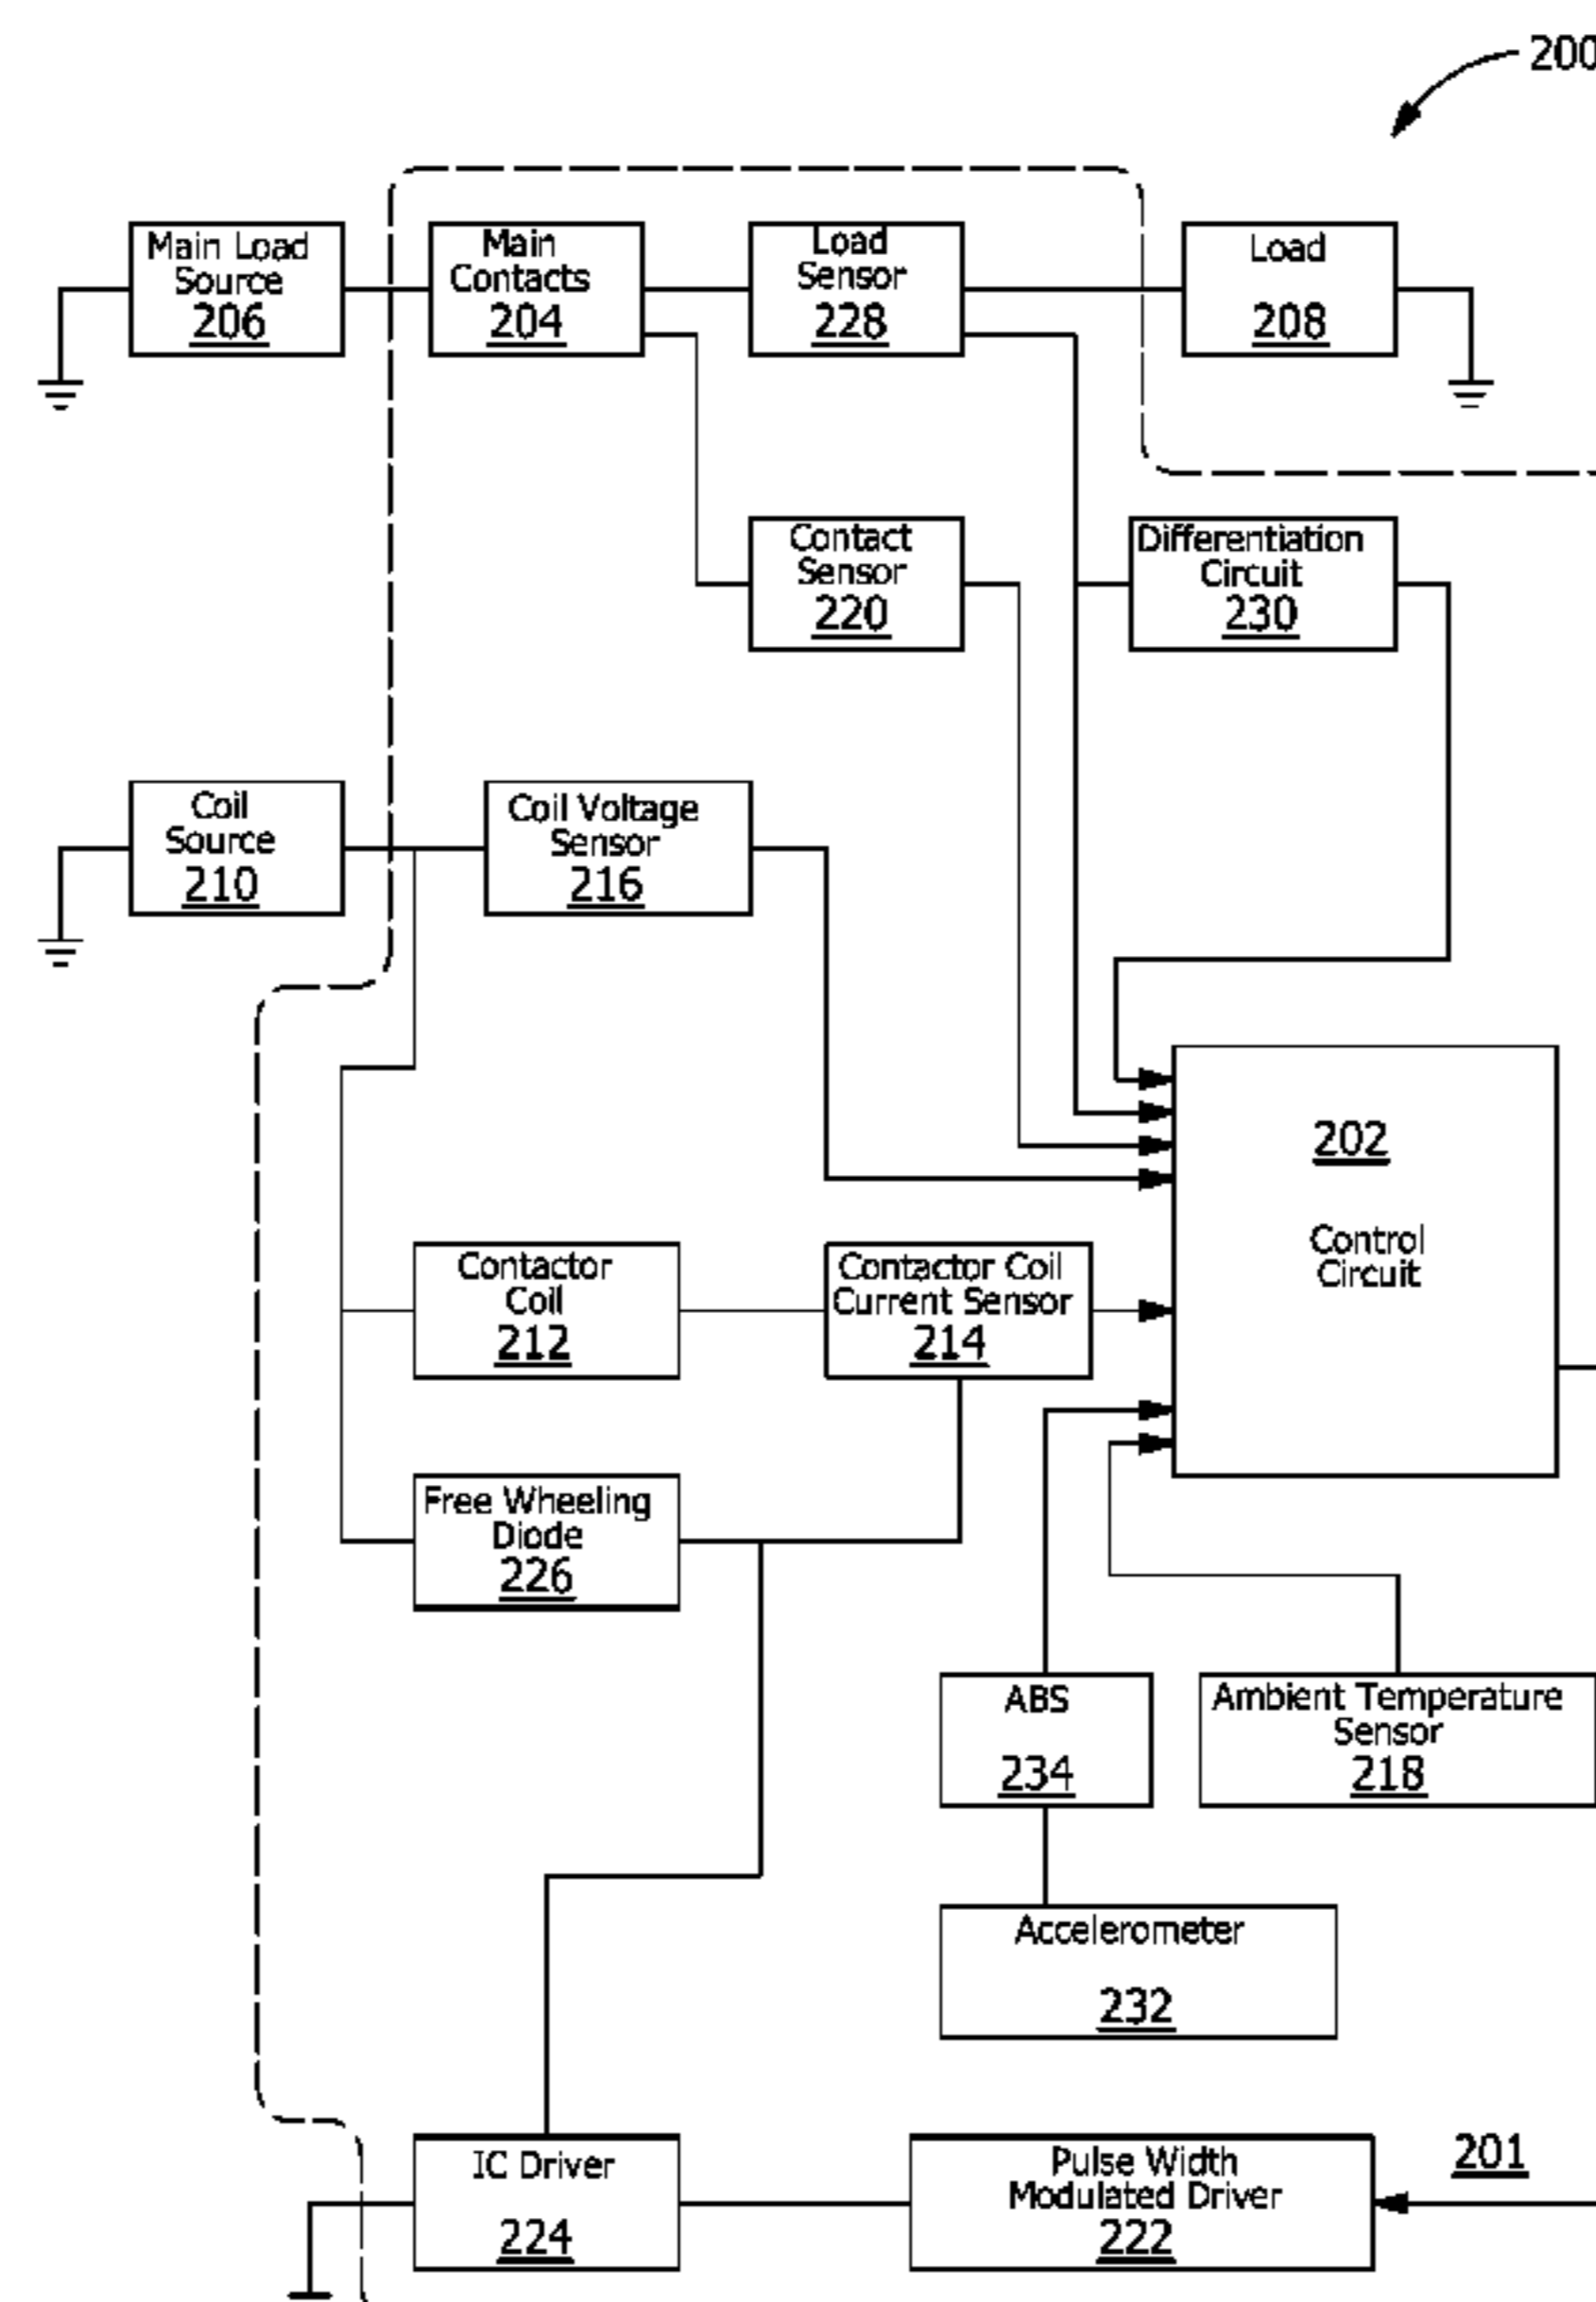 200
Main Load
Source
206
Main
Contacts
204
Load
Sensor
228
Load
208
Contact
Sensor
220
Differentiation
Circuit
230
Coil
Source
210
Coil Voltage
Sensor
216
202
Control
Circuit
Contactor
Coil
212
Contactor Coil
Current Sensor
214
Free Wheeling
Diode
226
ABS
234
Ambient Temperature
Sensor
218
Accelerometer
232
IC Driver
224
Pulse Width
Modulated Driver
222
201